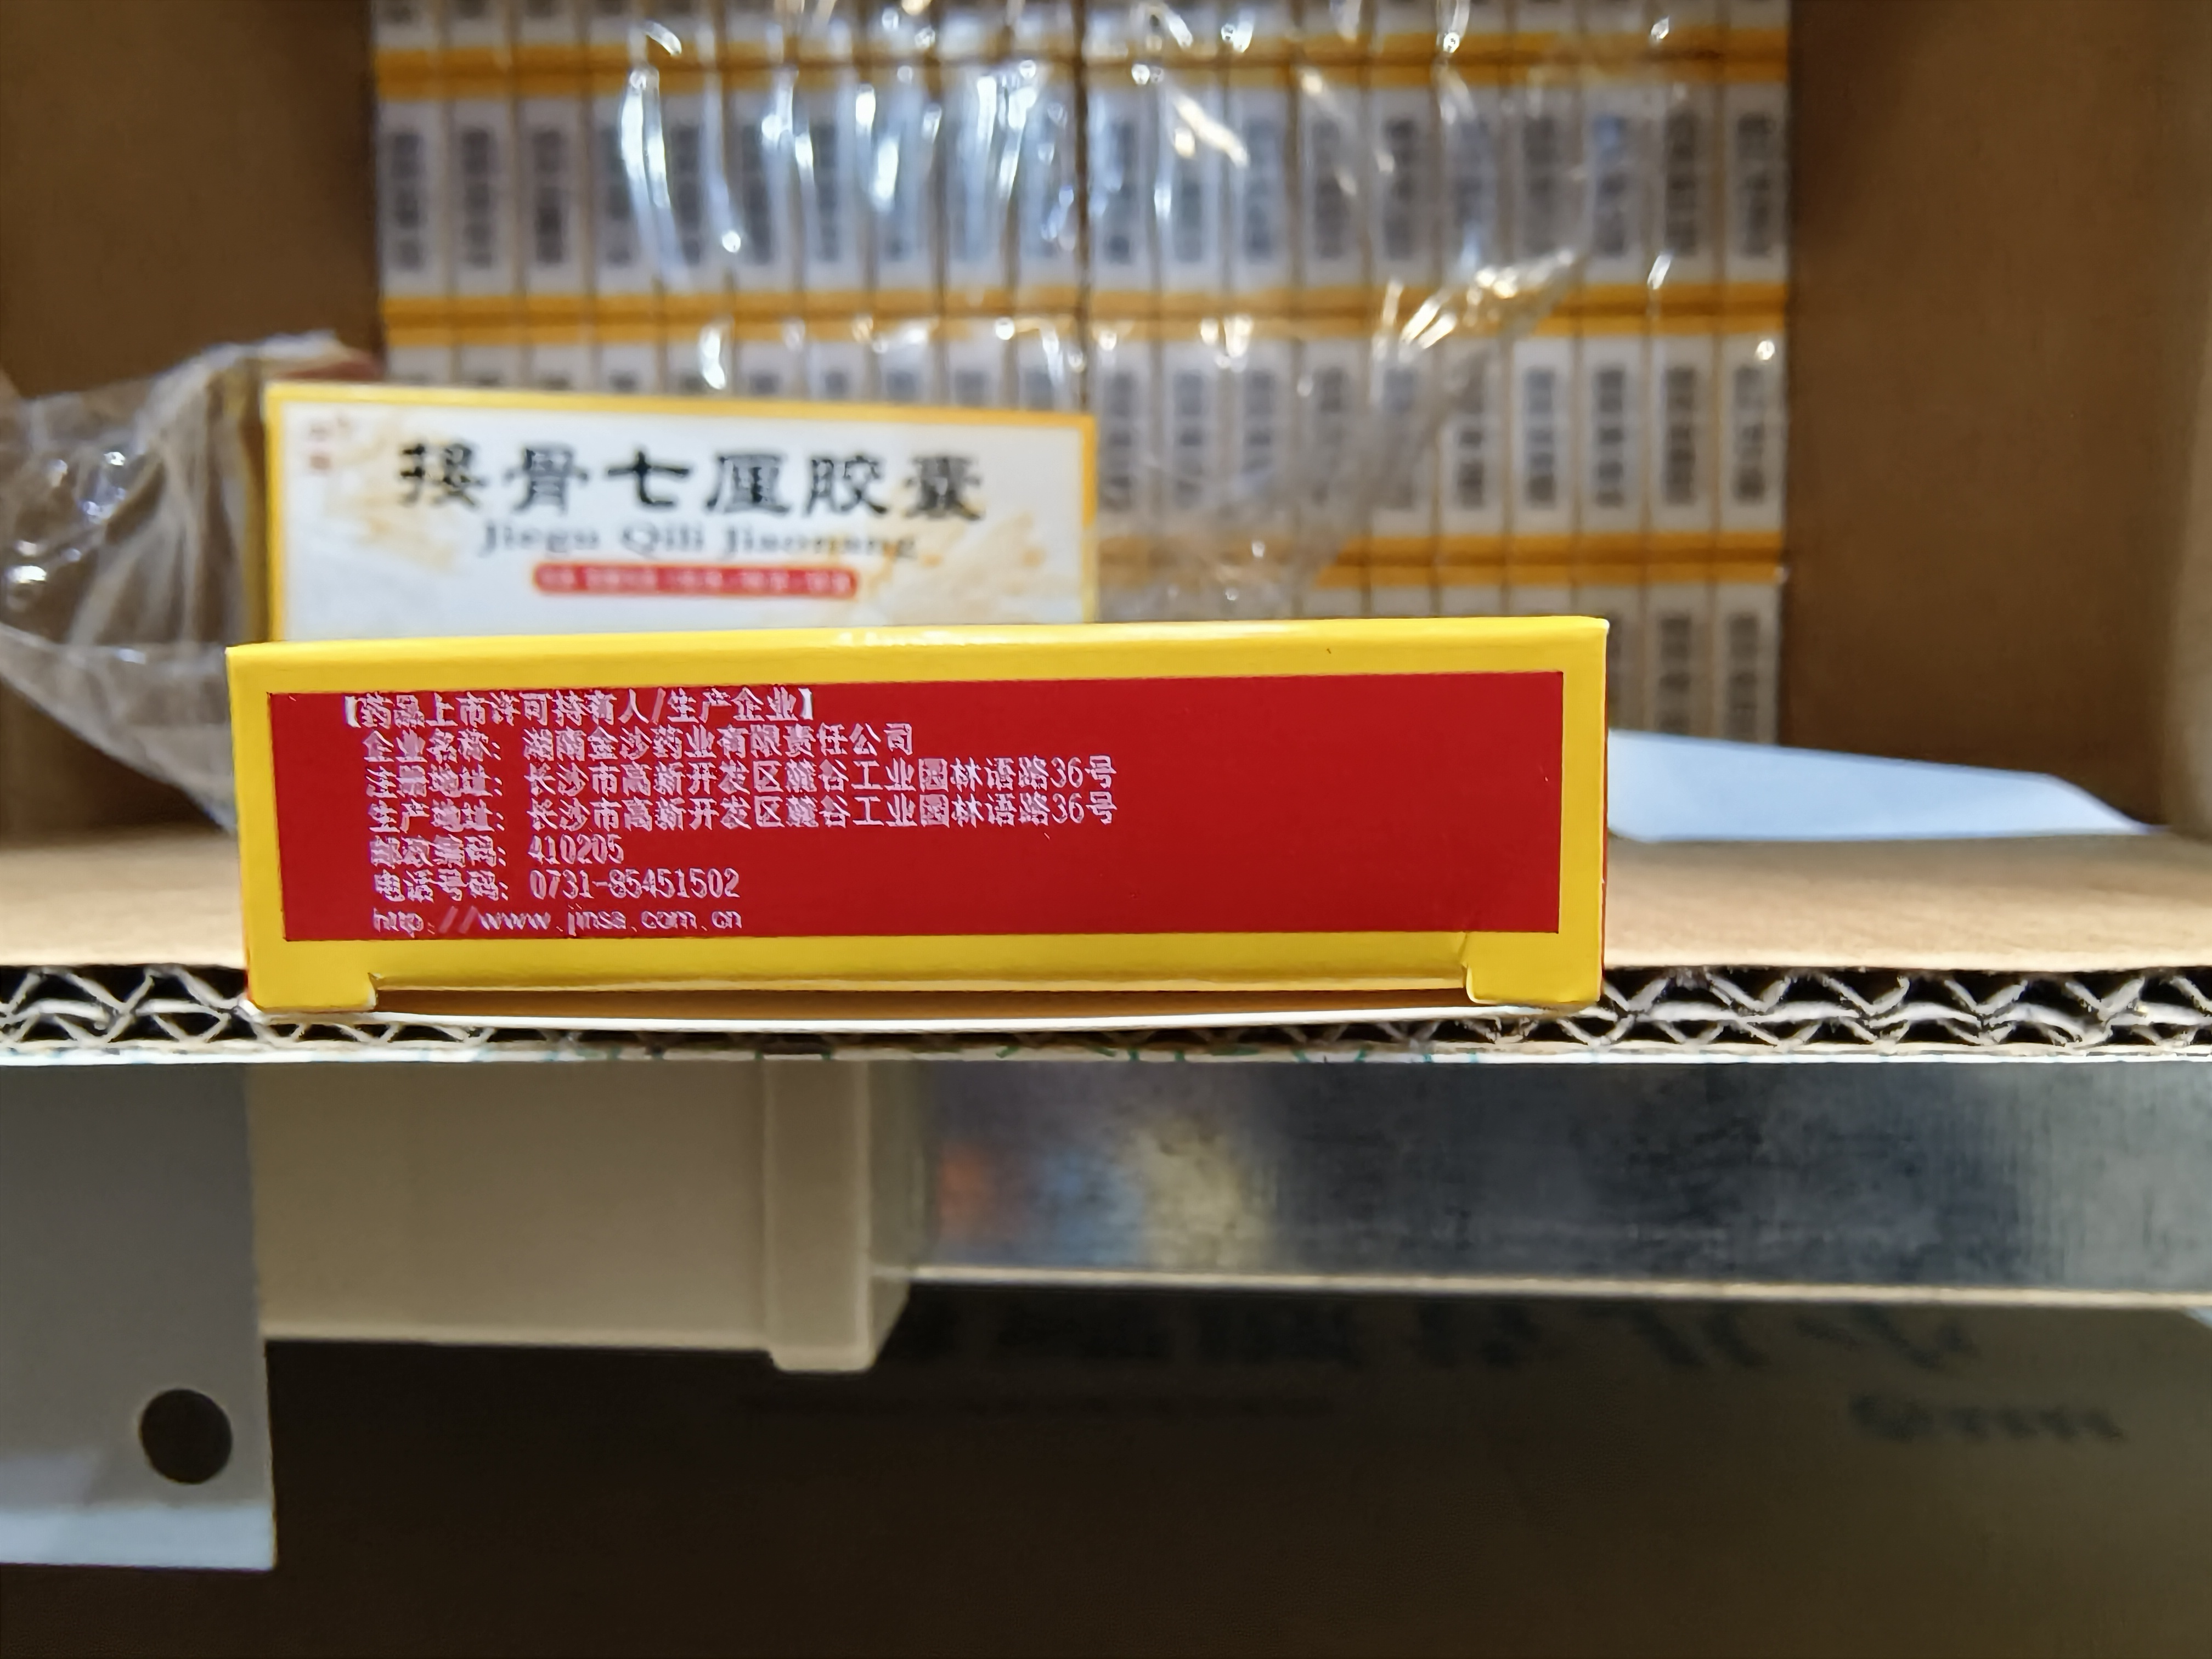 接骨七厘胶囊
Jiegu Qili Jiaonang
【药品上市许可持有人/生产企业】
企业名称：湖南金沙药业有限责任公司
注册地址：长沙市高新开发区麓谷工业园林语路36号
生产地址：长沙市高新开发区麓谷工业园林语路36号
邮政编码：410205
电话号码：0731-85451502
http://www.jinsa.com.cn